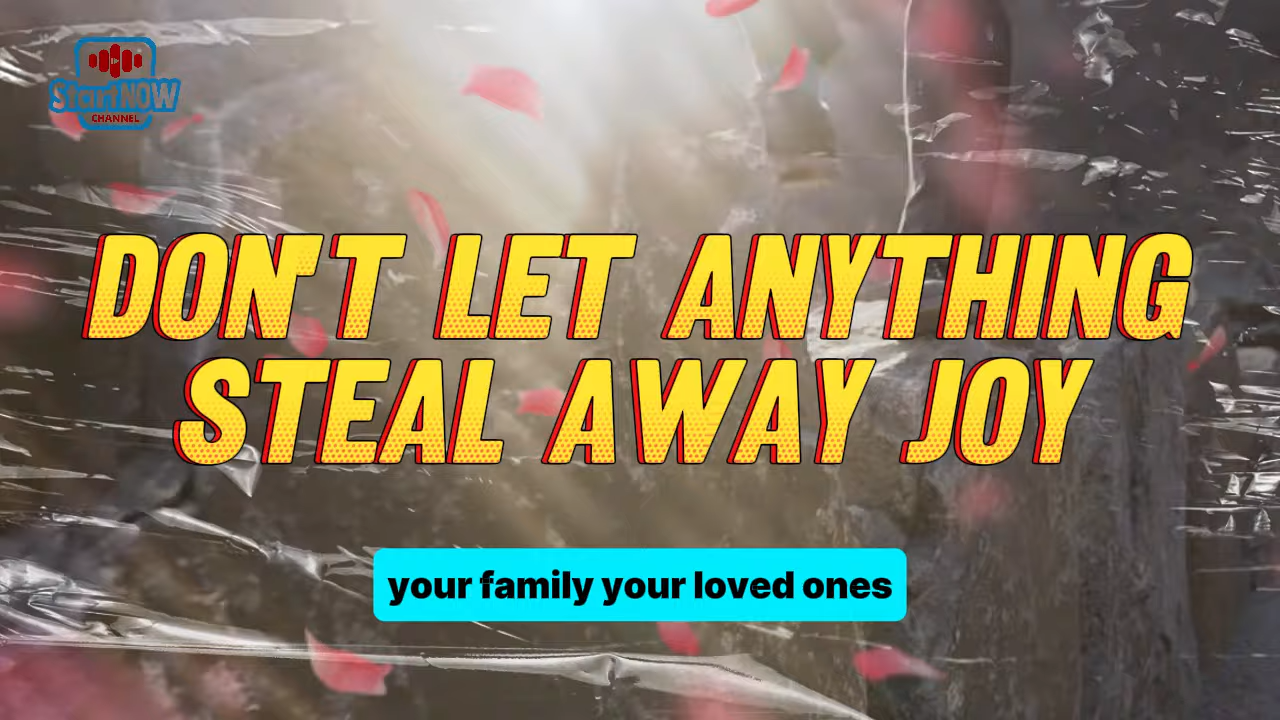 StartNOW
CHANNEL
DON'T LET ANYTHING
STEAL AWAY JOY
your family your loved ones